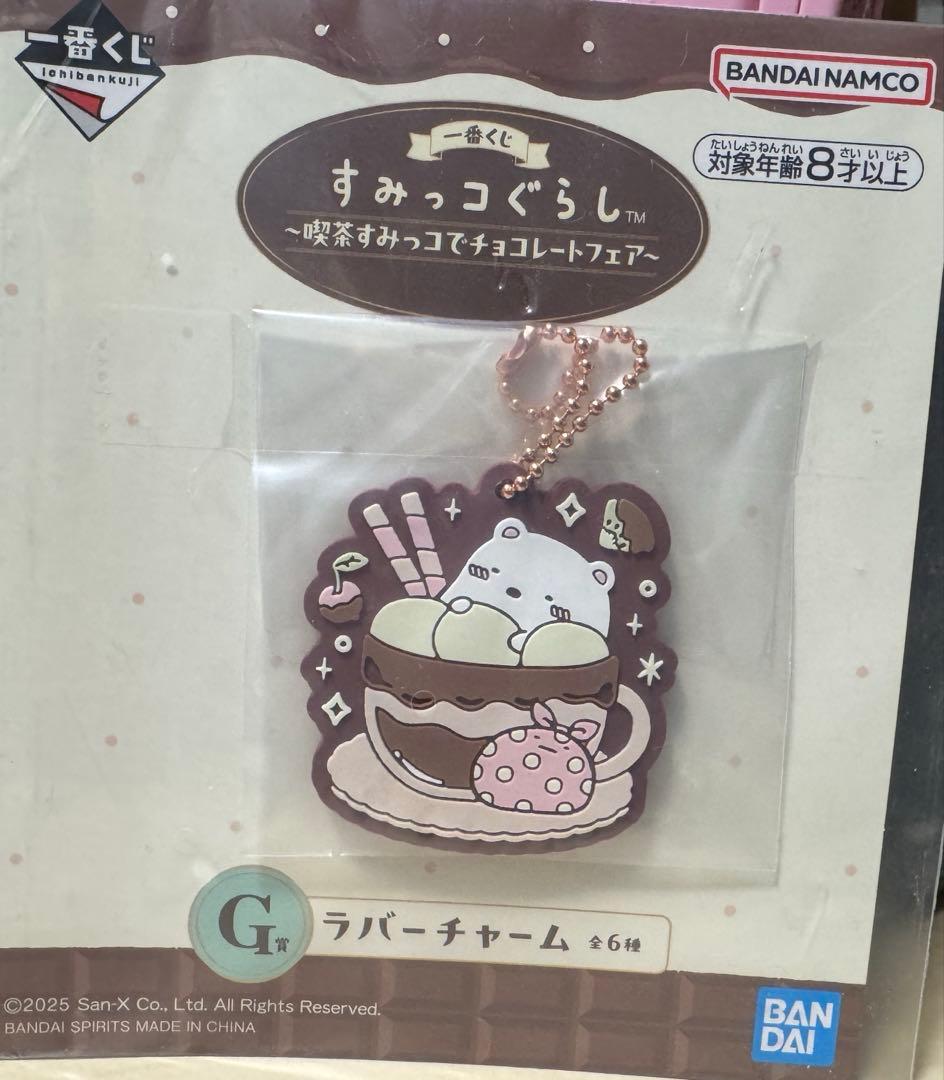 一番くじ
ichibankuji
BANDAI NAMCO
たいしょうねんれい さい い じょう
対象年齢8才以上
一番くじ
すみっコぐらし™
~喫茶すみっコでチョコレートフェア~
G賞
ラバーチャーム 全6種
©2025 San-X Co., Ltd. All Rights Reserved.
BANDAI SPIRITS MADE IN CHINA
BAN
DAI